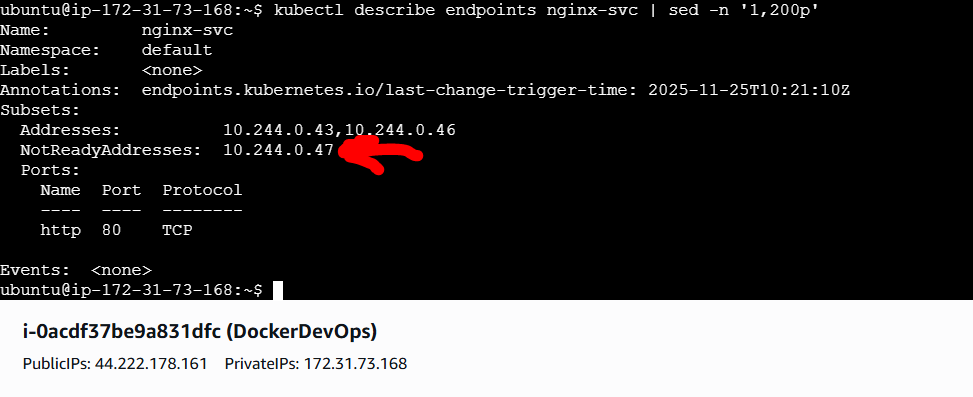 ubuntu@ip-172-31-73-168:~$ kubectl describe endpoints nginx-svc | sed -n '1,200p'
Name:         nginx-svc
Namespace:    default
Labels:       <none>
Annotations:  endpoints.kubernetes.io/last-change-trigger-time: 2025-11-25T10:21:10Z
Subsets:
  Addresses:          10.244.0.43,10.244.0.46
  NotReadyAddresses:  10.244.0.47
  Ports:
    Name  Port  Protocol
    ----  ----  --------
    http  80    TCP
Events:  <none>
ubuntu@ip-172-31-73-168:~$
i-0acdf37be9a831dfc (DockerDevOps)
PublicIPs: 44.222.178.161    PrivateIPs: 172.31.73.168